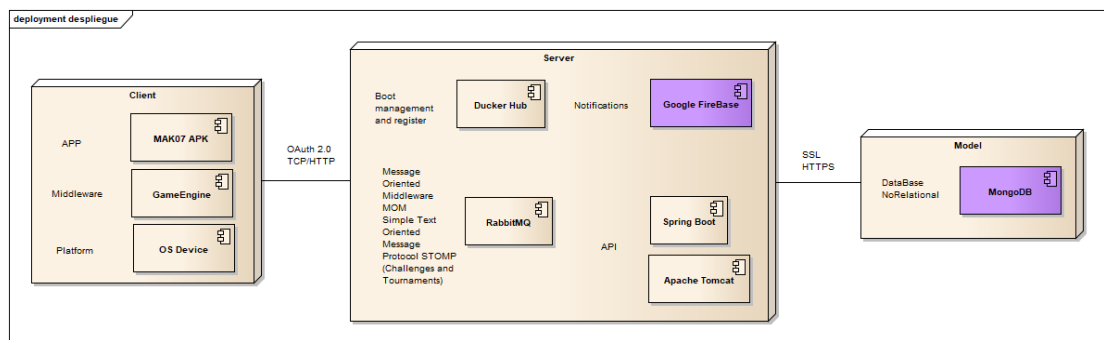 deployment despliegue
Client
APP
MAK07 APK
Middleware
GameEngine
Platform
OS Device
OAuth 2.0
TCP/HTTP
Server
Boot
management
and register
Ducker Hub
Notifications
Google FireBase
Message
Oriented
Middleware
MOM
Simple Text
Oriented
Message
Protocol STOMP
(Challenges and
Tournaments)
RabbitMQ
API
Spring Boot
Apache Tomcat
SSL
HTTPS
Model
DataBase
NoRelational
MongoDB